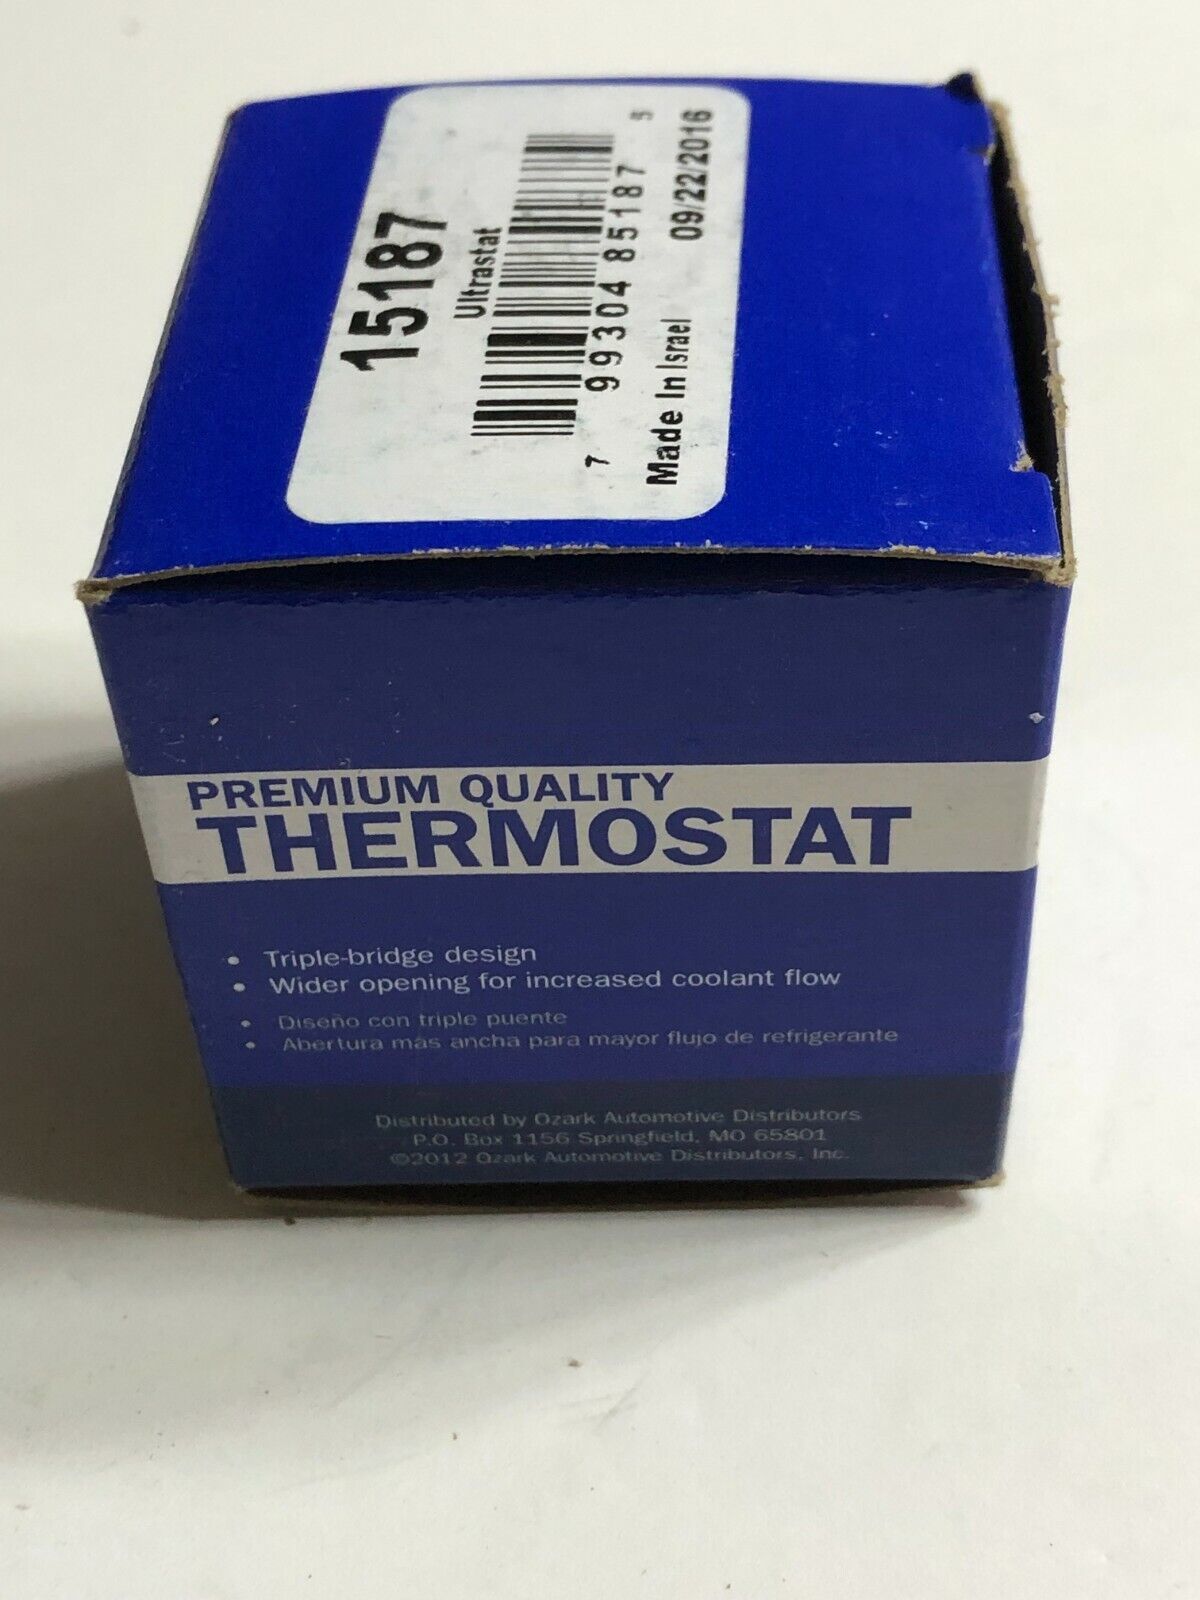 15187
Ultrastat
7 99304 85187 5
Made In Israel 09/22/2016
PREMIUM QUALITY
THERMOSTAT
• Triple-bridge design
• Wider opening for increased coolant flow
• Diseño con triple puente
• Abertura más ancha para mayor flujo de refrigerante
Distributed by Ozark Automotive Distributors
P.O. Box 1156 Springfield, MO 65801
©2012 Ozark Automotive Distributors, Inc.